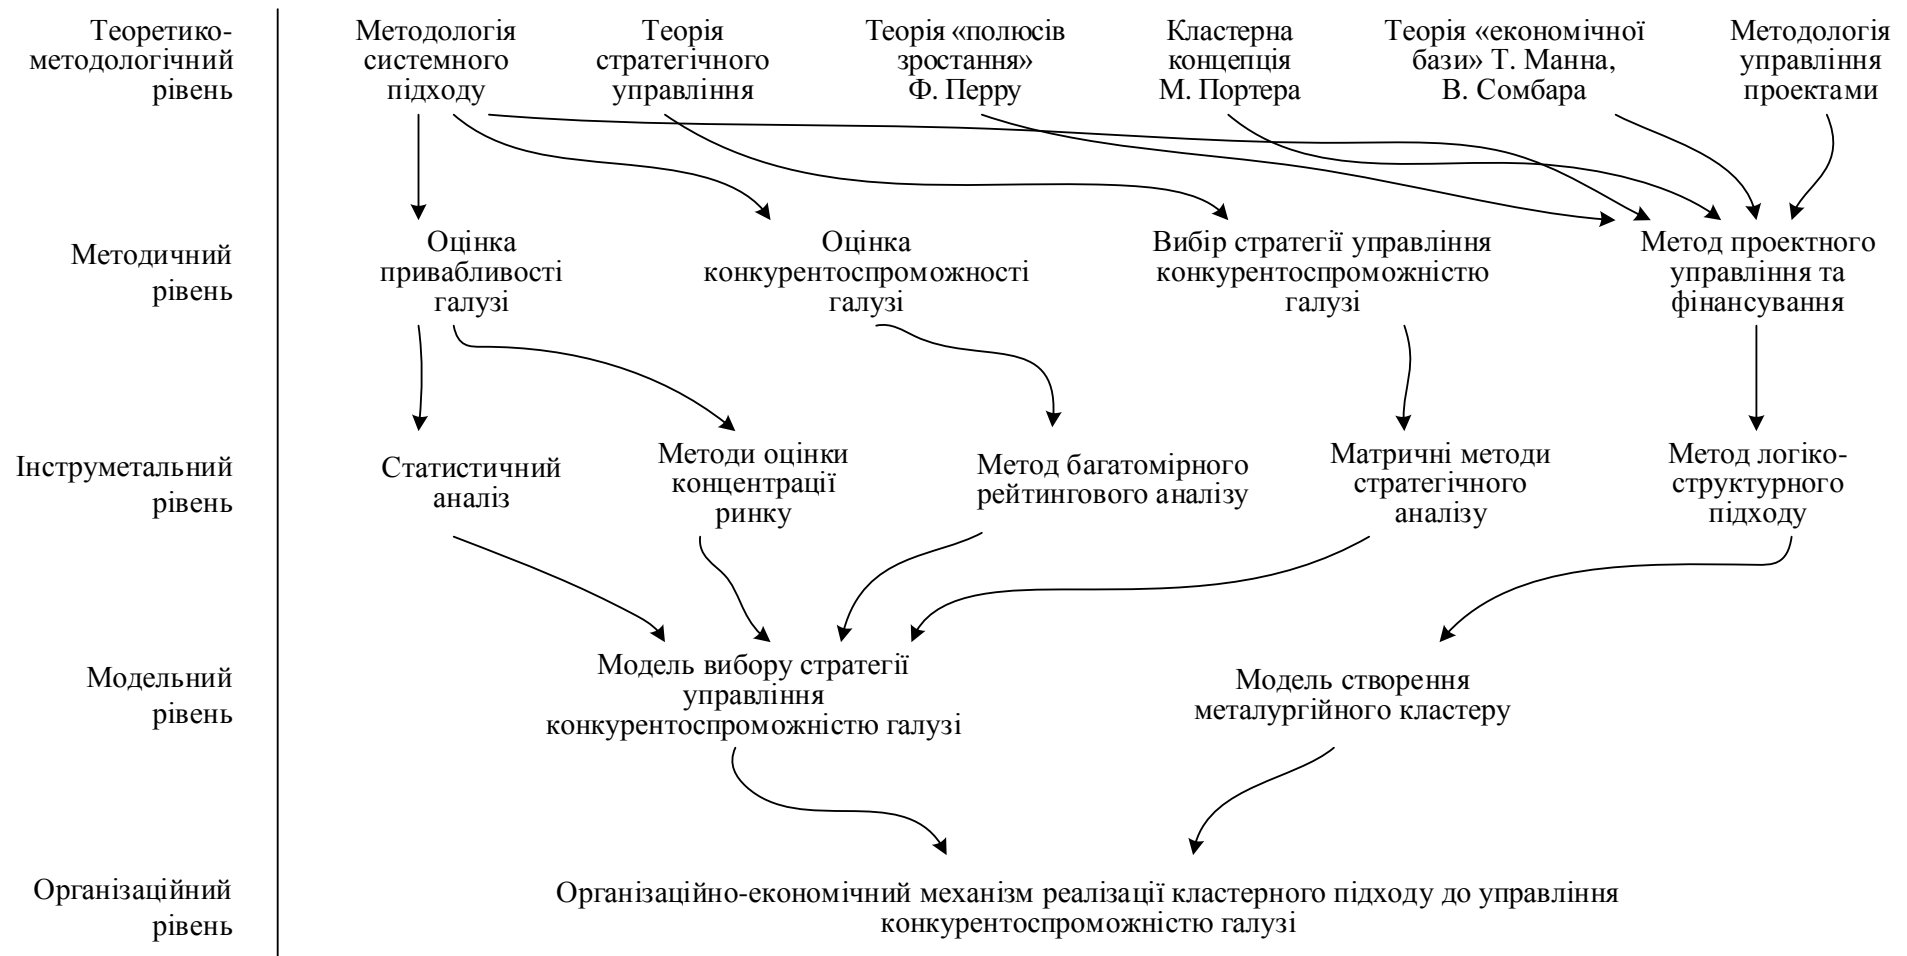 Теоретико-
методологічний
рівень
Методологія
системного
підходу
Теорія
стратегічного
управління
Теорія «полюсів
зростання»
Ф. Перру
Кластерна
концепція
М. Портера
Теорія «економічної
бази» Т. Манна,
В. Сомбара
Методологія
управління
проектами
Методичний
рівень
Оцінка
привабливості
галузі
Оцінка
конкурентоспроможності
галузі
Вибір стратегії управління
конкурентоспроможністю
галузі
Метод проектного
управління та
фінансування
Інструметальний
рівень
Статистичний
аналіз
Методи оцінки
концентрації
ринку
Метод багатомірного
рейтингового аналізу
Матричні методи
стратегічного
аналізу
Метод логіко-
структурного
підходу
Модельний
рівень
Модель вибору стратегії
управління
конкурентоспроможністю галузі
Модель створення
металургійного кластеру
Організаційний
рівень
Організаційно-економічний механізм реалізації кластерного підходу до управління
конкурентоспроможністю галузі